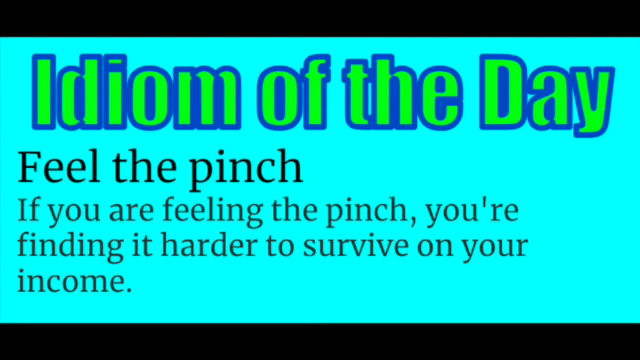 Idiom of the Day
Feel the pinch
If you are feeling the pinch, you're
finding it harder to survive on your
income.